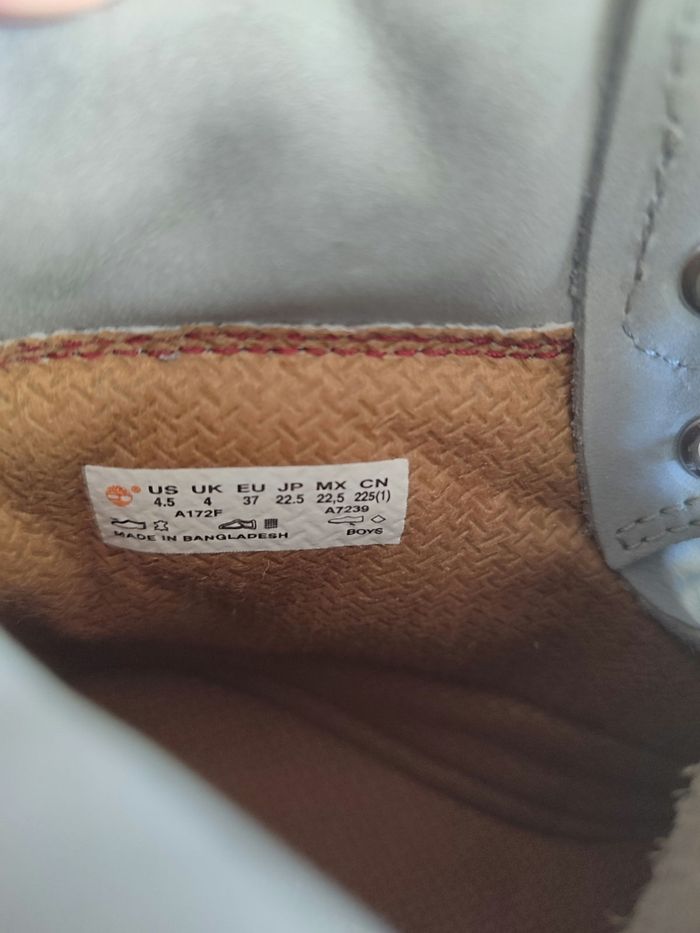 US UK EU JP MX CN
4.5 4 37 22.5 22,5 225(1)
A172F A7239
MADE IN BANGLADESH BOYS